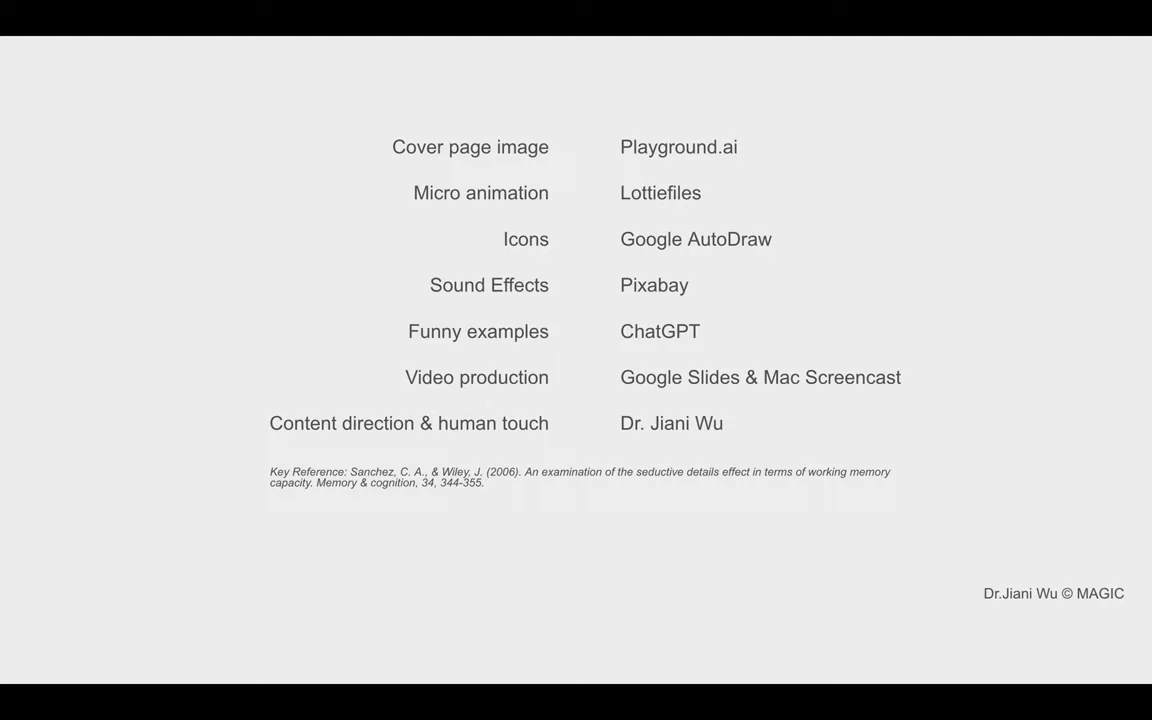 Cover page image Playground.ai
Micro animation Lottiefiles
Icons Google AutoDraw
Sound Effects Pixabay
Funny examples ChatGPT
Video production Google Slides & Mac Screencast
Content direction & human touch Dr. Jiani Wu
Key Reference: Sanchez, C. A., & Wiley, J. (2006). An examination of the seductive details effect in terms of working memory
capacity. Memory & cognition, 34, 344-355.
Dr.Jiani Wu © MAGIC